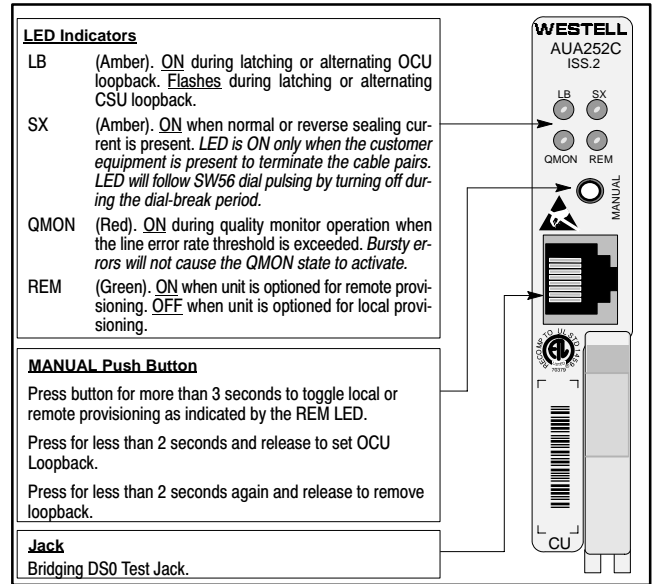 LED Indicators
LB (Amber). ON during latching or alternating OCU
loopback. Flashes during latching or alternating
CSU loopback.
SX (Amber). ON when normal or reverse sealing cur-
rent is present. LED is ON only when the customer
equipment is present to terminate the cable pairs.
LED will follow SW56 dial pulsing by turning off dur-
ing the dial-break period.
QMON (Red). ON during quality monitor operation when
the line error rate threshold is exceeded. Bursty er-
rors will not cause the QMON state to activate.
REM (Green). ON when unit is optioned for remote provi-
sioning. OFF when unit is optioned for local provi-
sioning.
MANUAL Push Button
Press button for more than 3 seconds to toggle local or
remote provisioning as indicated by the REM LED.
Press for less than 2 seconds and release to set OCU
Loopback.
Press for less than 2 seconds again and release to remove
loopback.
Jack
Bridging DS0 Test Jack.
WESTELL
AUA252C
ISS.2
LB SX
QMON REM
MANUAL
RECOMP TO UL STD 1459
70379
CU